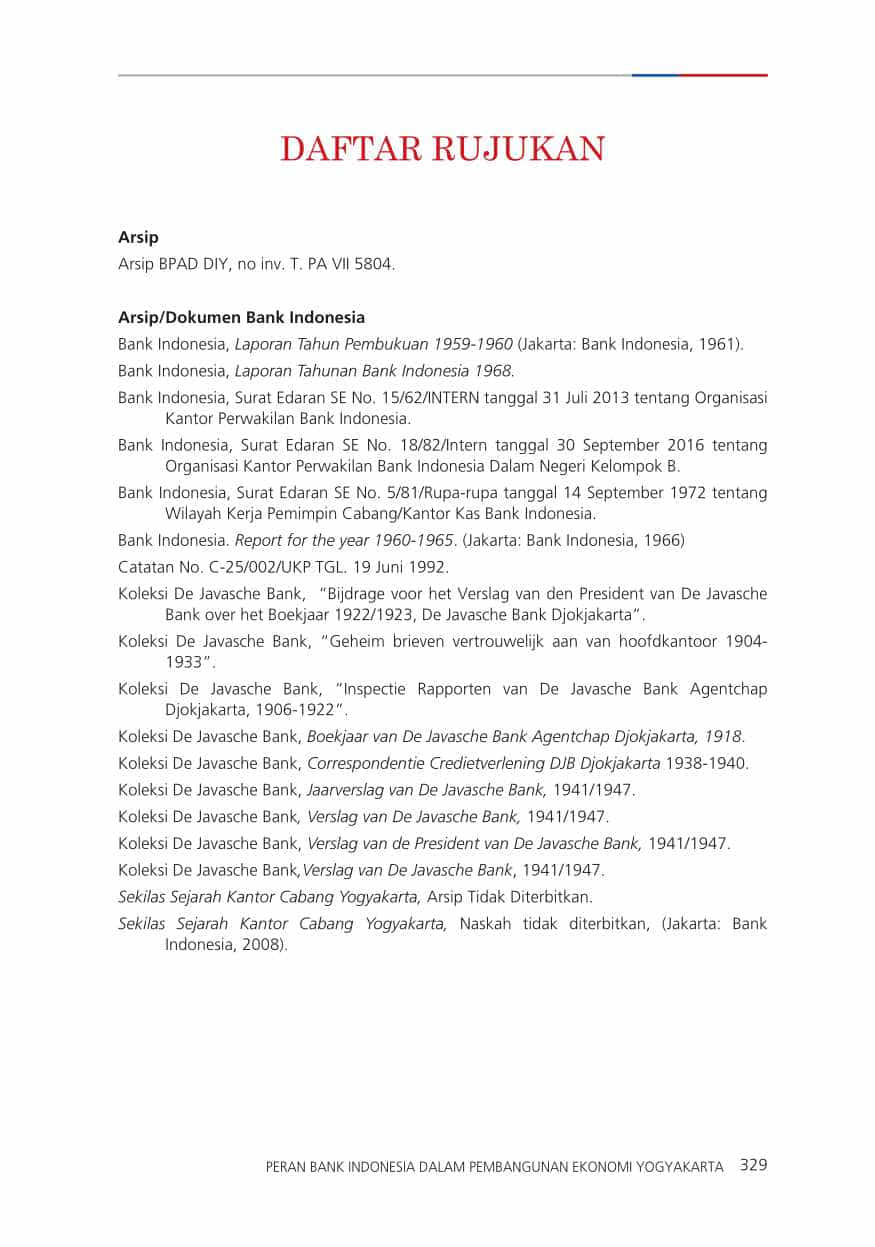 DAFTAR RUJUKAN
Arsip
Arsip BPAD DIY, no inv. T. PA VII 5804.
Arsip/Dokumen Bank Indonesia
Bank Indonesia, Laporan Tahun Pembukuan 1959-1960 (Jakarta: Bank Indonesia, 1961).
Bank Indonesia, Laporan Tahunan Bank Indonesia 1968.
Bank Indonesia, Surat Edaran SE No. 15/62/INTERN tanggal 31 Juli 2013 tentang Organisasi
Kantor Perwakilan Bank Indonesia.
Bank Indonesia, Surat Edaran SE No. 18/82/Intern tanggal 30 September 2016 tentang
Organisasi Kantor Perwakilan Bank Indonesia Dalam Negeri Kelompok B.
Bank Indonesia, Surat Edaran SE No. 5/81/Rupa-rupa tanggal 14 September 1972 tentang
Wilayah Kerja Pemimpin Cabang/Kantor Kas Bank Indonesia.
Bank Indonesia. Report for the year 1960-1965. (Jakarta: Bank Indonesia, 1966)
Catatan No. C-25/002/UKP TGL. 19 Juni 1992.
Koleksi De Javasche Bank, “Bijdrage voor het Verslag van den President van De Javasche
Bank over het Boekjaar 1922/1923, De Javasche Bank Djokjakarta”.
Koleksi De Javasche Bank, “Geheim brieven vertrouwelijk aan van hoofdkantoor 1904-
1933”.
Koleksi De Javasche Bank, “Inspectie Rapporten van De Javasche Bank Agentchap
Djokjakarta, 1906-1922”.
Koleksi De Javasche Bank, Boekjaar van De Javasche Bank Agentchap Djokjakarta, 1918.
Koleksi De Javasche Bank, Correspondentie Credietverlening DJB Djokjakarta 1938-1940.
Koleksi De Javasche Bank, Jaarverslag van De Javasche Bank, 1941/1947.
Koleksi De Javasche Bank, Verslag van De Javasche Bank, 1941/1947.
Koleksi De Javasche Bank, Verslag van de President van De Javasche Bank, 1941/1947.
Koleksi De Javasche Bank,Verslag van De Javasche Bank, 1941/1947.
Sekilas Sejarah Kantor Cabang Yogyakarta, Arsip Tidak Diterbitkan.
Sekilas Sejarah Kantor Cabang Yogyakarta, Naskah tidak diterbitkan, (Jakarta: Bank
Indonesia, 2008).
PERAN BANK INDONESIA DALAM PEMBANGUNAN EKONOMI YOGYAKARTA 329